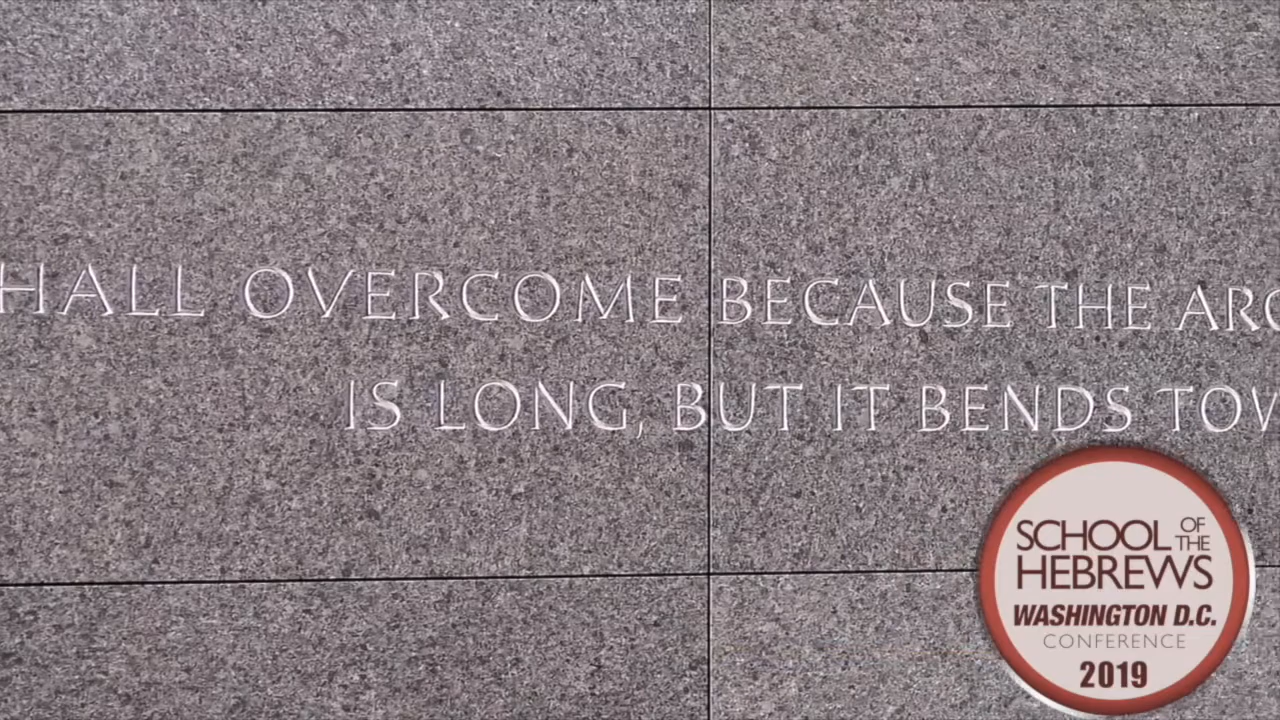 HALL OVERCOME BECAUSE THE ARC
IS LONG, BUT IT BENDS TOW
SCHOOL OF THE
HEBREWS
WASHINGTON D.C.
CONFERENCE
2019